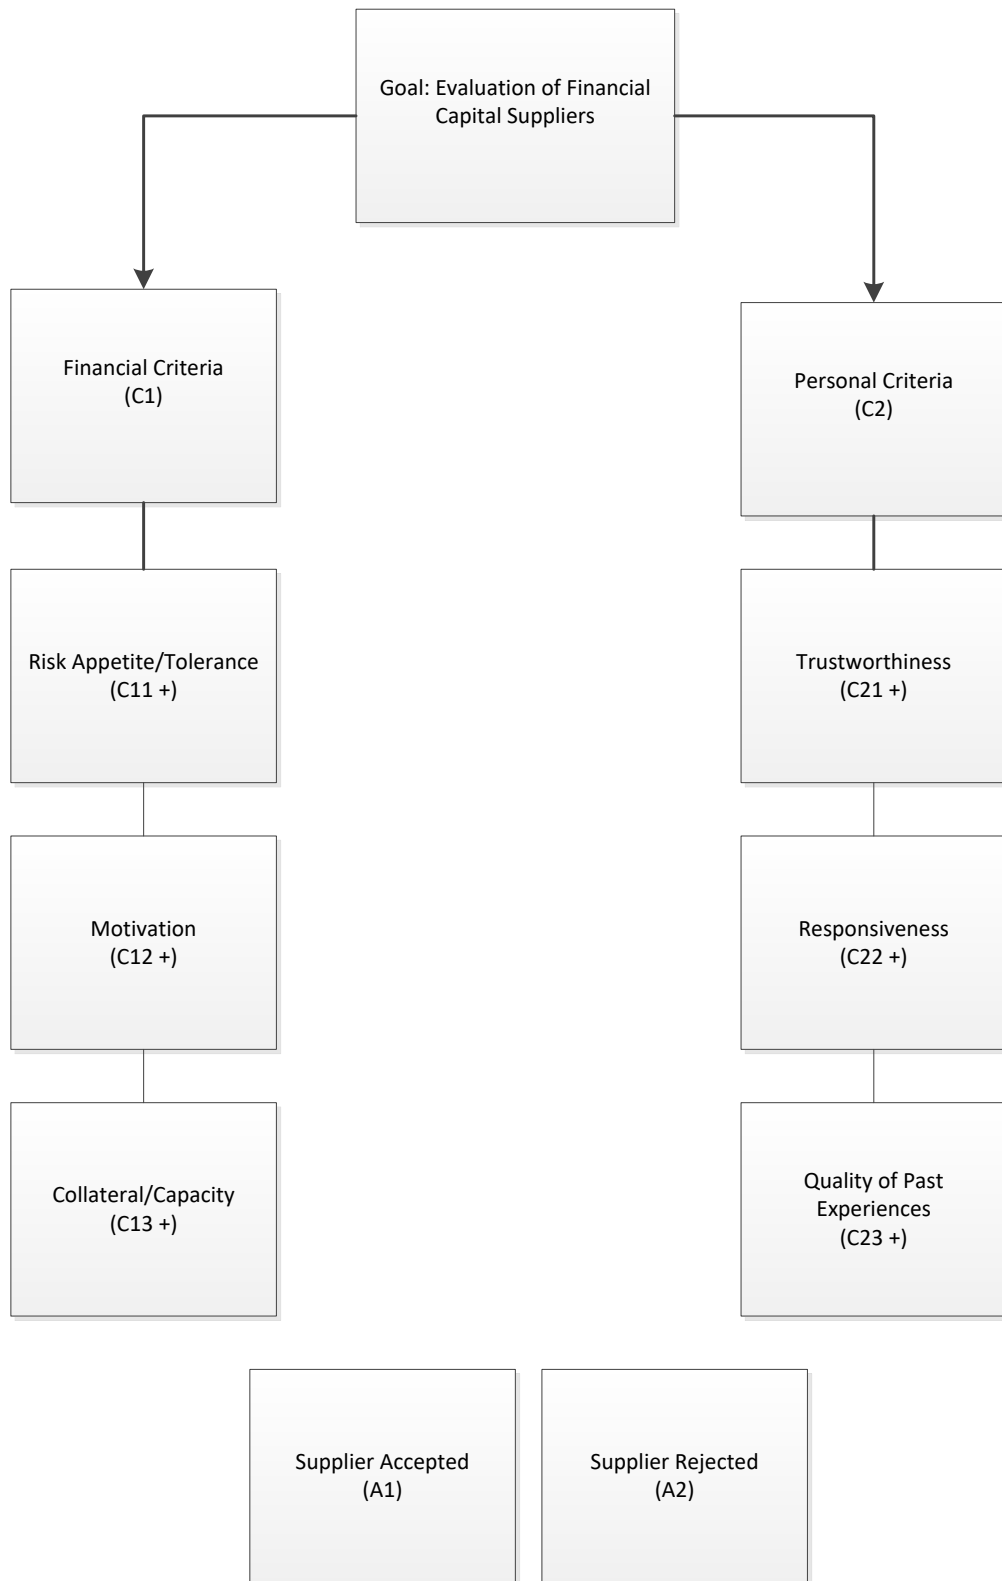 Goal: Evaluation of Financial
Capital Suppliers
Financial Criteria
(C1)
Personal Criteria
(C2)
Risk Appetite/Tolerance
(C11 +)
Trustworthiness
(C21 +)
Motivation
(C12 +)
Responsiveness
(C22 +)
Collateral/Capacity
(C13 +)
Quality of Past
Experiences
(C23 +)
Supplier Accepted
(A1)
Supplier Rejected
(A2)